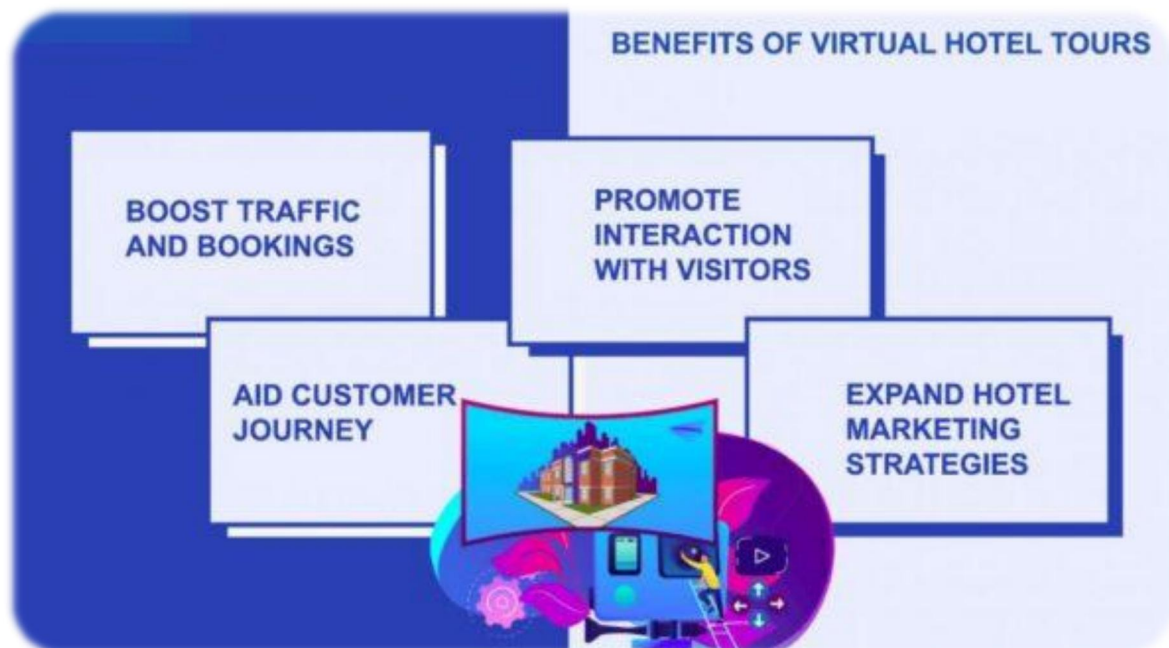 BENEFITS OF VIRTUAL HOTEL TOURS
BOOST TRAFFIC
AND BOOKINGS
PROMOTE
INTERACTION
WITH VISITORS
AID CUSTOMER
JOURNEY
EXPAND HOTEL
MARKETING
STRATEGIES